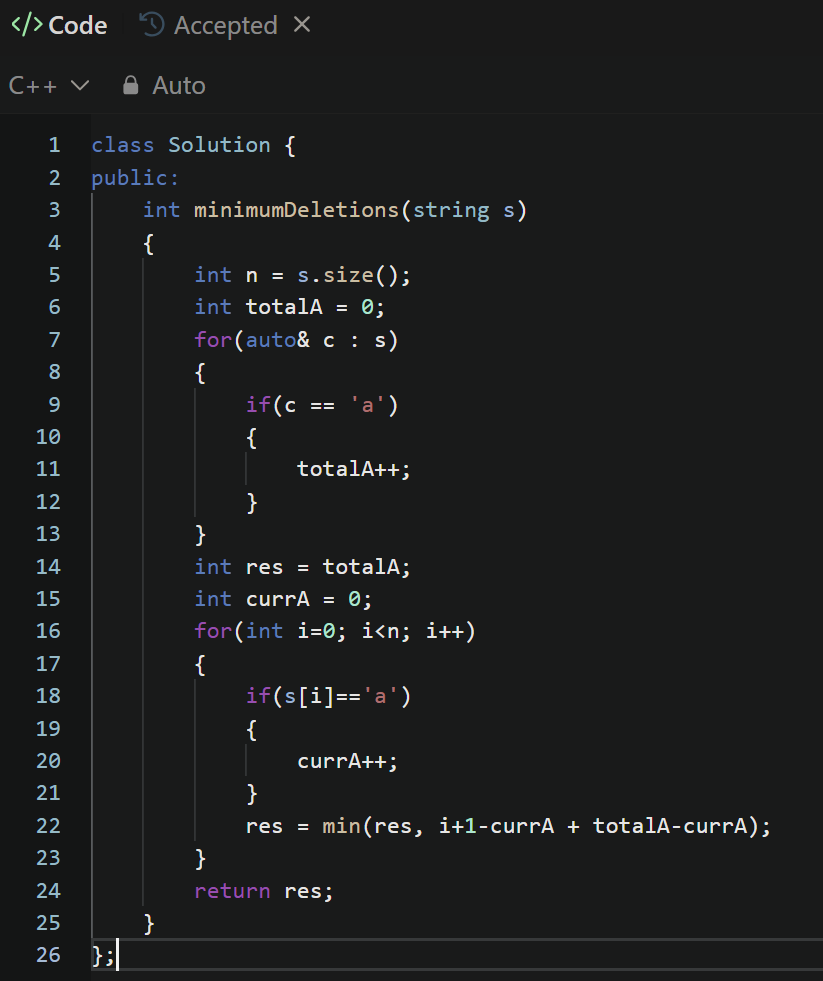 </> Code Accepted ×
C++ Auto
1 class Solution {
2 public:
3     int minimumDeletions(string s)
4     {
5         int n = s.size();
6         int totalA = 0;
7         for(auto& c : s)
8         {
9             if(c == 'a')
10             {
11                 totalA++;
12             }
13         }
14         int res = totalA;
15         int currA = 0;
16         for(int i=0; i<n; i++)
17         {
18             if(s[i]=='a')
19             {
20                 currA++;
21             }
22             res = min(res, i+1-currA + totalA-currA);
23         }
24         return res;
25     }
26 };